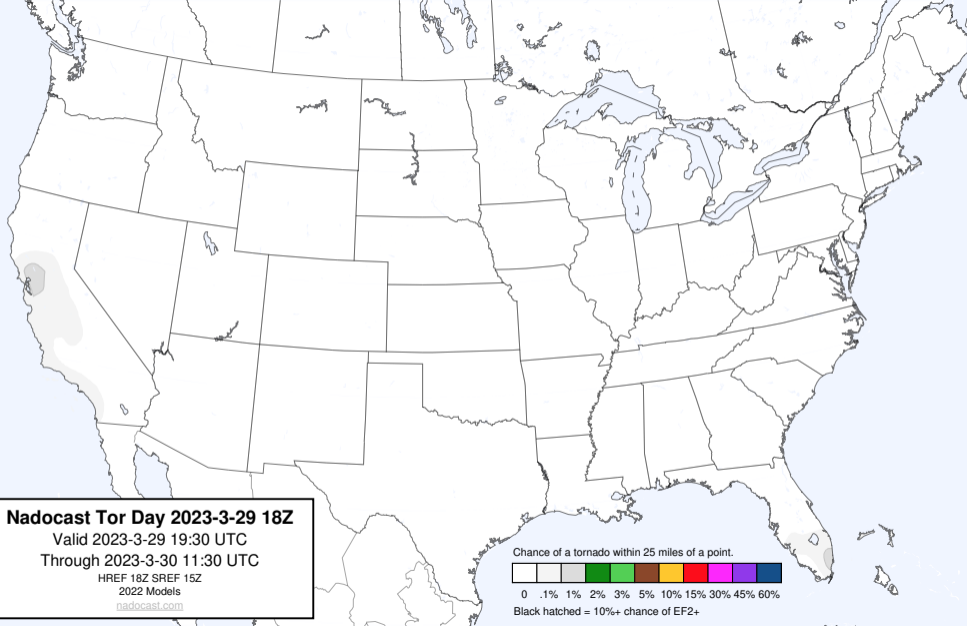 Nadocast Tor Day 2023-3-29 18Z
Valid 2023-3-29 19:30 UTC
Through 2023-3-30 11:30 UTC
HREF 18Z SREF 15Z
2022 Models
nadocast.com
Chance of a tornado within 25 miles of a point.
0 .1% 1% 2% 3% 5% 10% 15% 30% 45% 60%
Black hatched = 10%+ chance of EF2+